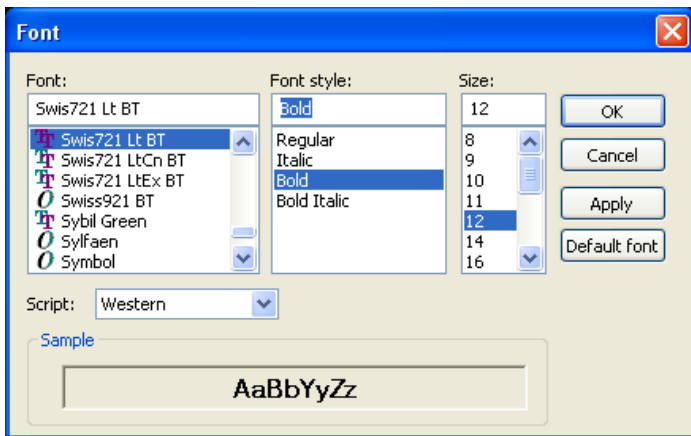 Font
Font:
Font style:
Size:
Swis721 Lt BT
Bold
12
OK
Swis721 Lt BT
Swis721 LtCn BT
Swis721 LtEx BT
Swiss921 BT
Sybil Green
Sylfaen
Symbol
Regular
Italic
Bold
Bold Italic
8
9
10
11
12
14
16
Cancel
Apply
Default font
Script:
Western
Sample
AaBbYyZz